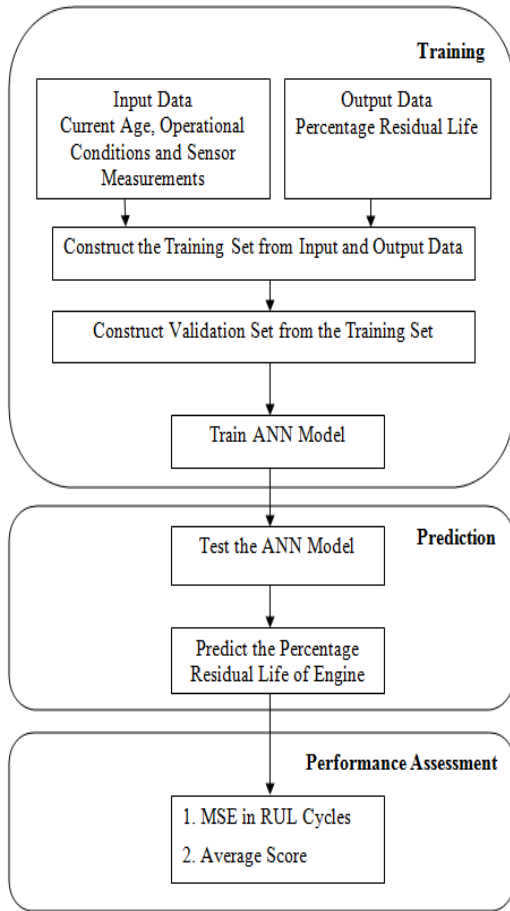 Training
Input Data
Current Age, Operational
Conditions and Sensor
Measurements
Output Data
Percentage Residual Life
Construct the Training Set from Input and Output Data
Construct Validation Set from the Training Set
Train ANN Model
Prediction
Test the ANN Model
Predict the Percentage
Residual Life of Engine
Performance Assessment
1. MSE in RUL Cycles
2. Average Score